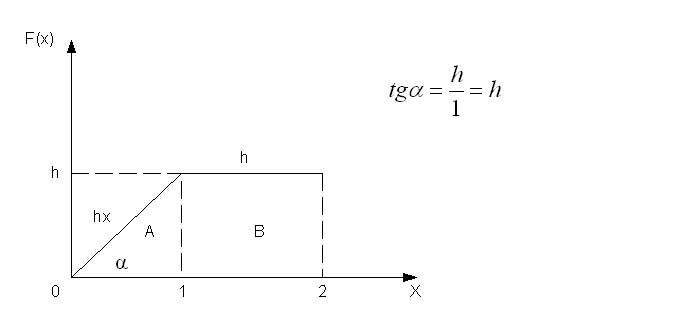 F(x)
tgα = h/1 = h
h
h
hx
A
B
α
0
1
2
X